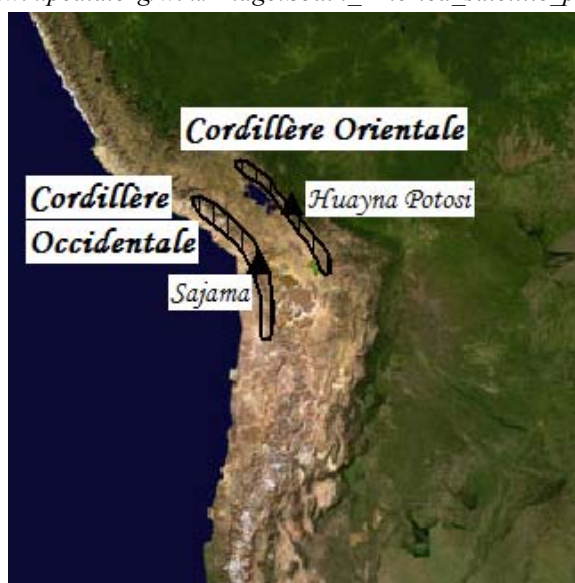 Cordillère Orientale
Cordillère
Occidentale
Huayna Potosi
Sajama